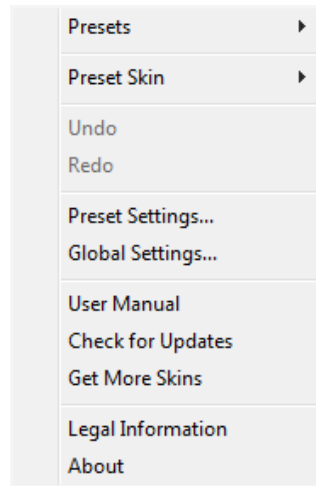 Presets
Preset Skin
Undo
Redo
Preset Settings...
Global Settings...
User Manual
Check for Updates
Get More Skins
Legal Information
About